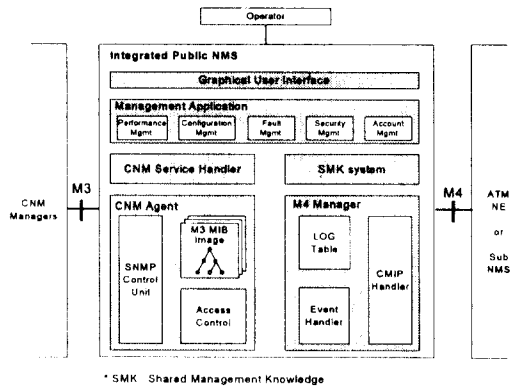 Operator
Integrated Public NMS
Graphical User Interface
Management Application
Performance
Mgmt
Configuration
Mgmt
Fault
Mgmt
Security
Mgmt
Account
Mgmt
CNM Service Handler
SMK system
M3
CNM
Managers
CNM Agent
SNMP
Control
Unit
M3 MIB
Image
Access
Control
M4 Manager
LOG
Table
Event
Handler
CMIP
Handler
M4
ATM
NE
or
Sub
NMS
* SMK Shared Management Knowledge